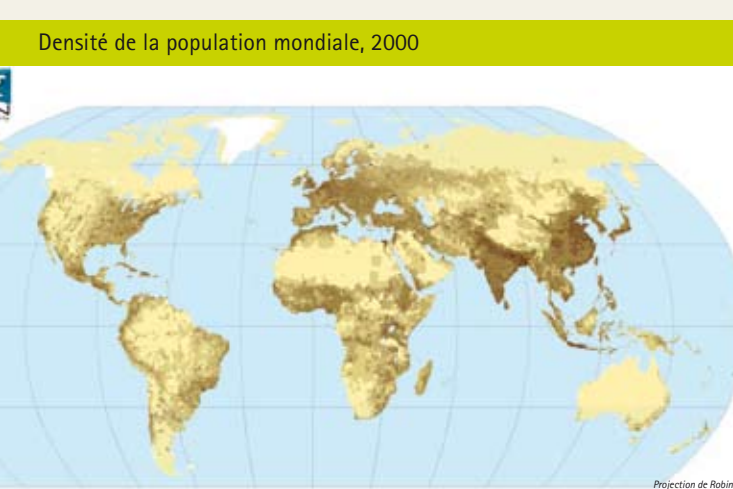 Densité de la population mondiale, 2000
Projection de Robin